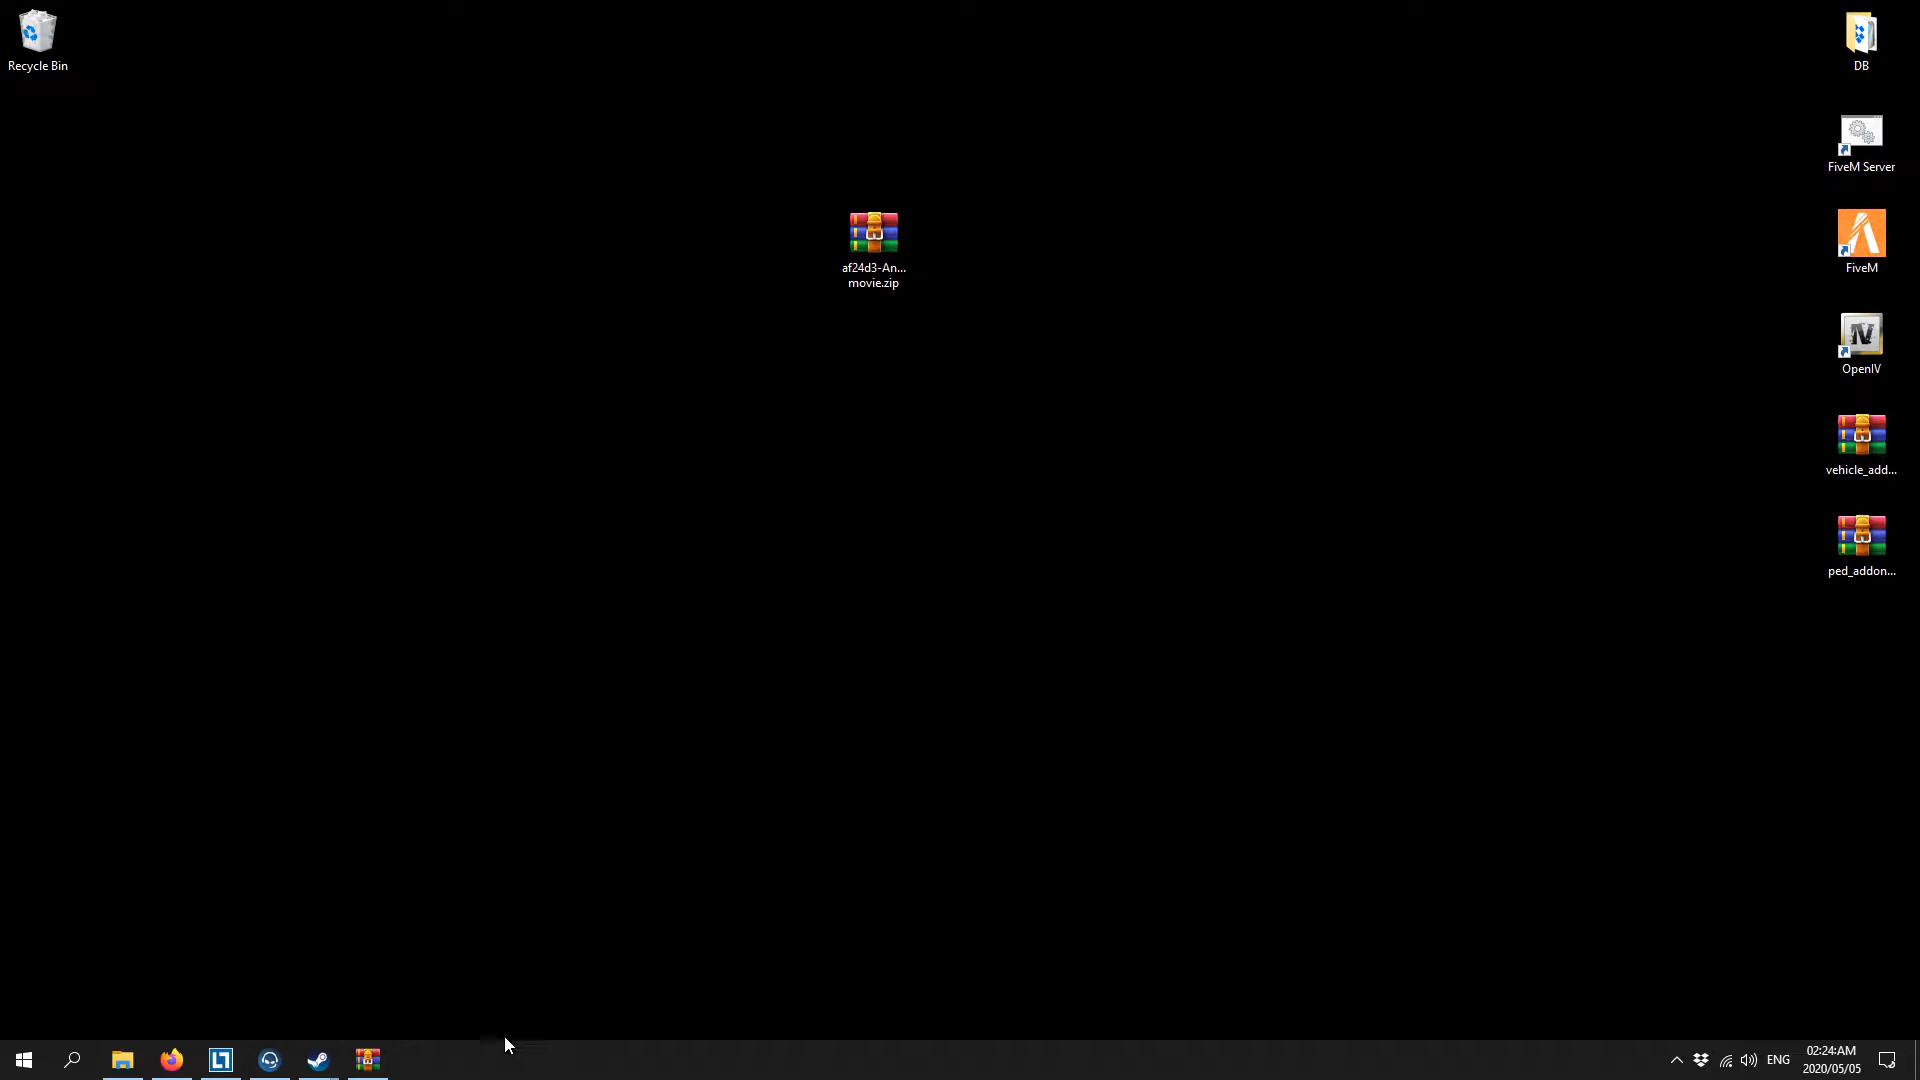 Recycle Bin
DB
FiveM Server
af24d3-An...
movie.zip
FiveM
OpenIV
vehicle_add...
ped_addon...
ENG
02:24:AM
2020/05/05